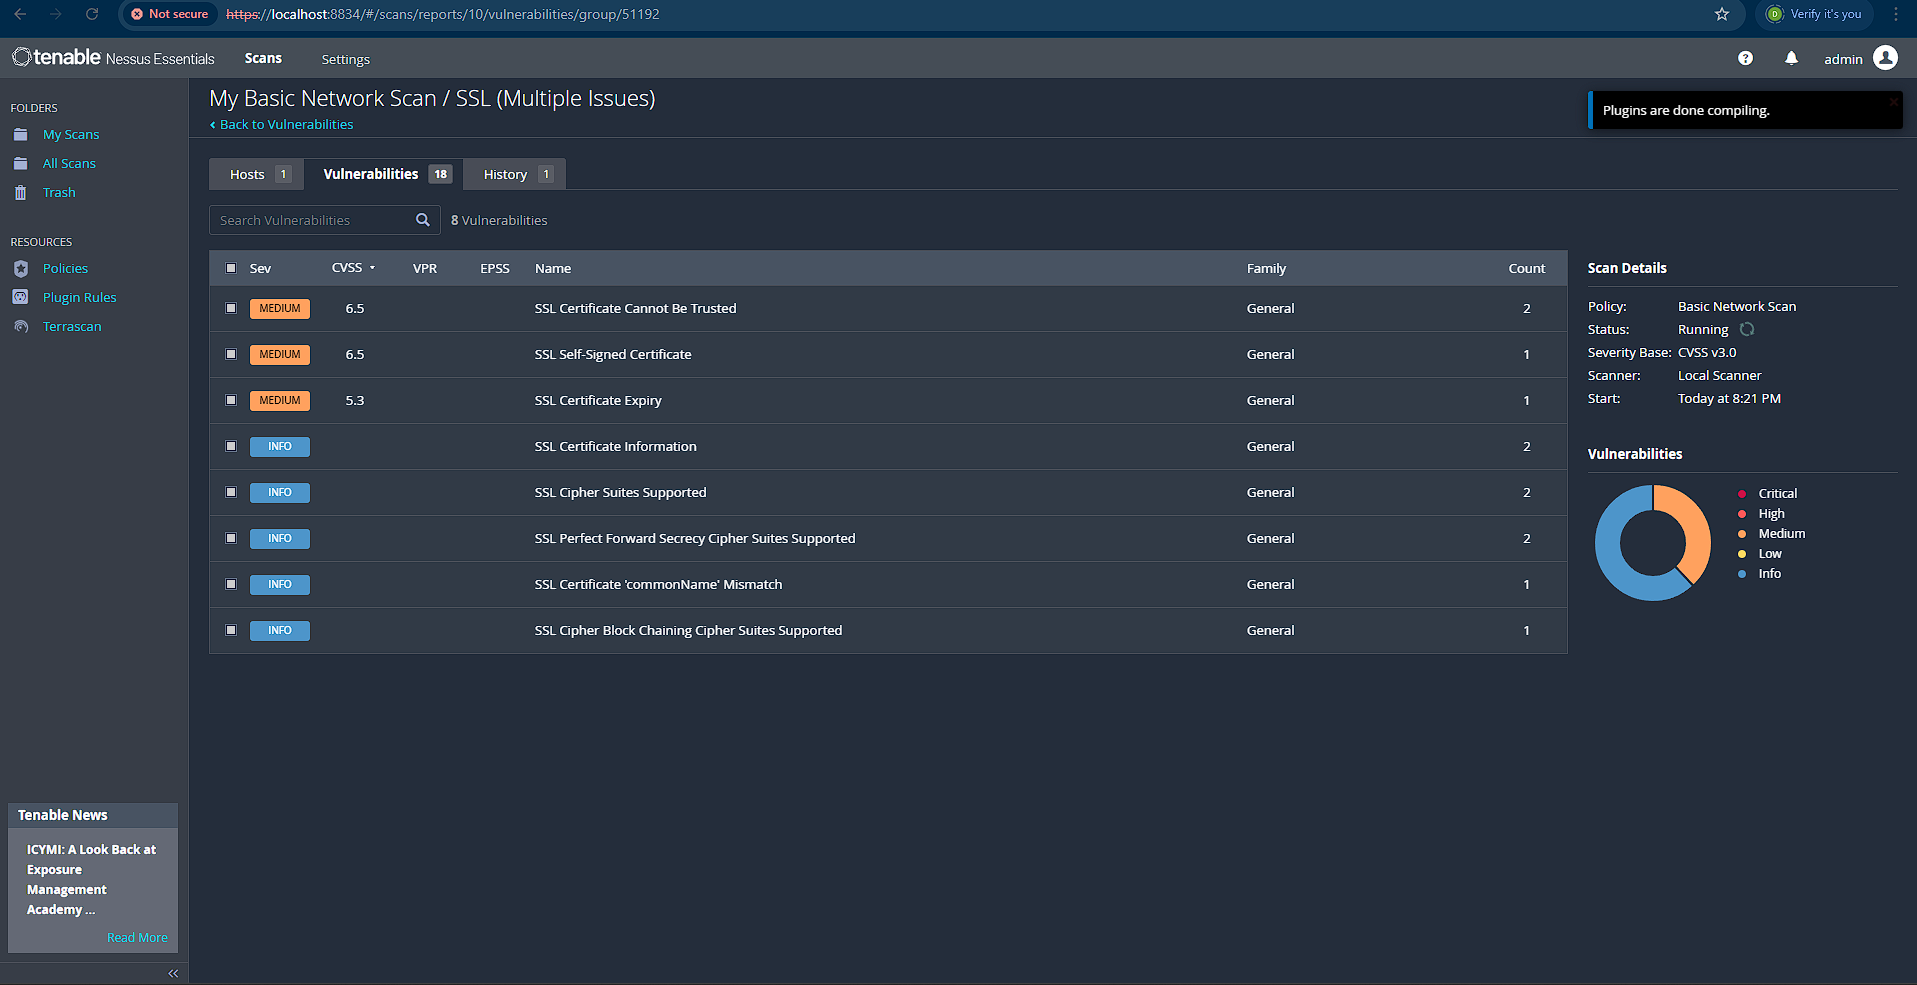 Not secure https://localhost:8834/#/scans/reports/10/vulnerabilities/group/51192 D Verify it's you
tenable Nessus Essentials Scans Settings ? admin
FOLDERS
My Scans
All Scans
Trash
RESOURCES
Policies
Plugin Rules
Terrascan
Tenable News
ICYMI: A Look Back at
Exposure
Management
Academy ...
Read More
My Basic Network Scan / SSL (Multiple Issues)
Back to Vulnerabilities
Plugins are done compiling.
Hosts 1 Vulnerabilities 18 History 1
Search Vulnerabilities 8 Vulnerabilities
Sev CVSS VPR EPSS Name Family Count
MEDIUM 6.5 SSL Certificate Cannot Be Trusted General 2
MEDIUM 6.5 SSL Self-Signed Certificate General 1
MEDIUM 5.3 SSL Certificate Expiry General 1
INFO SSL Certificate Information General 2
INFO SSL Cipher Suites Supported General 2
INFO SSL Perfect Forward Secrecy Cipher Suites Supported General 2
INFO SSL Certificate 'commonName' Mismatch General 1
INFO SSL Cipher Block Chaining Cipher Suites Supported General 1
Scan Details
Policy: Basic Network Scan
Status: Running
Severity Base: CVSS v3.0
Scanner: Local Scanner
Start: Today at 8:21 PM
Vulnerabilities
Critical
High
Medium
Low
Info